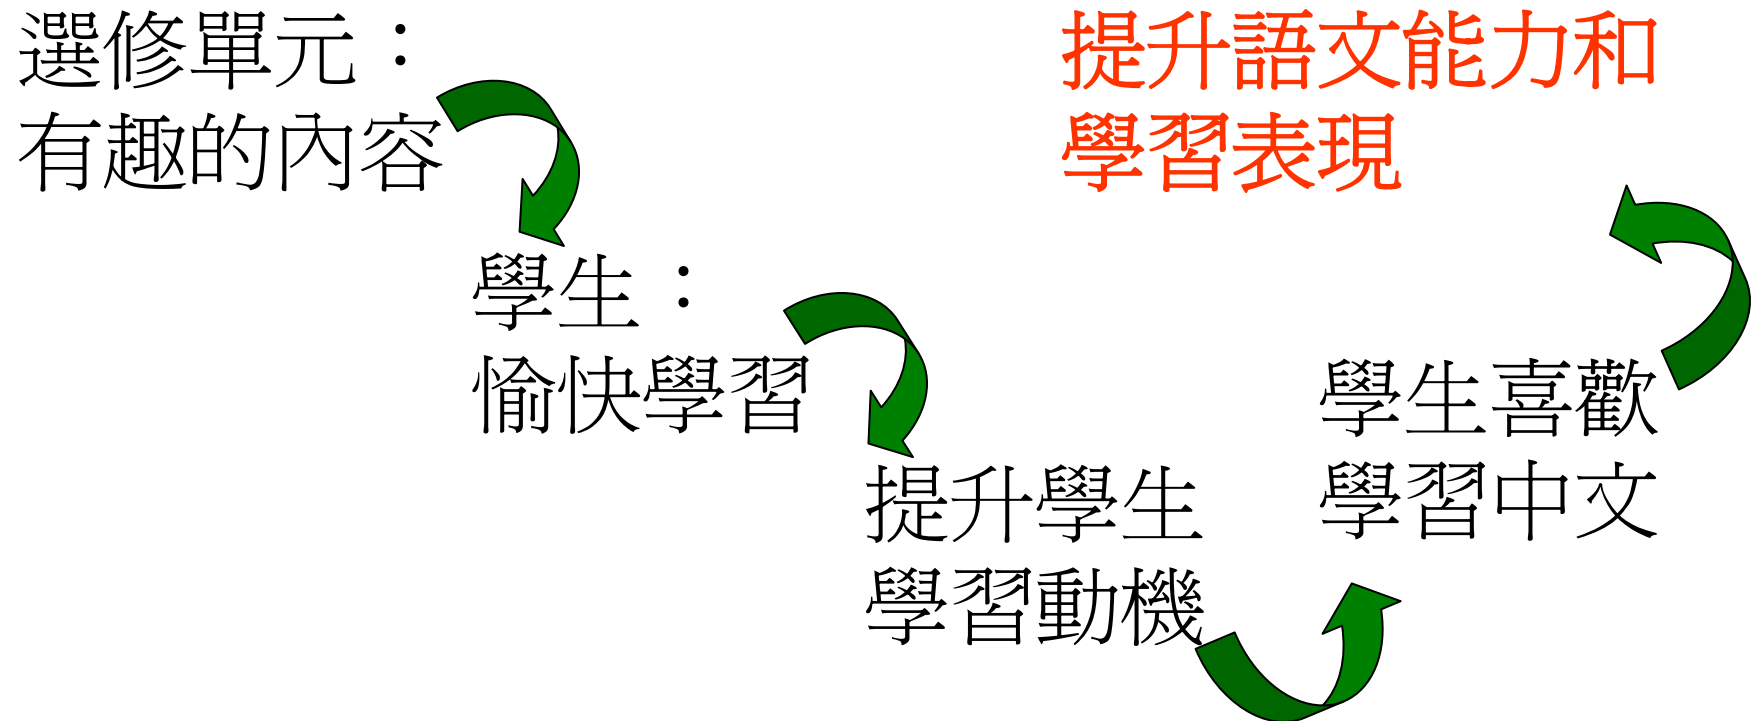 選修單元：
有趣的內容
學生：
愉快學習
提升學生
學習動機
學生喜歡
學習中文
提升語文能力和
學習表現